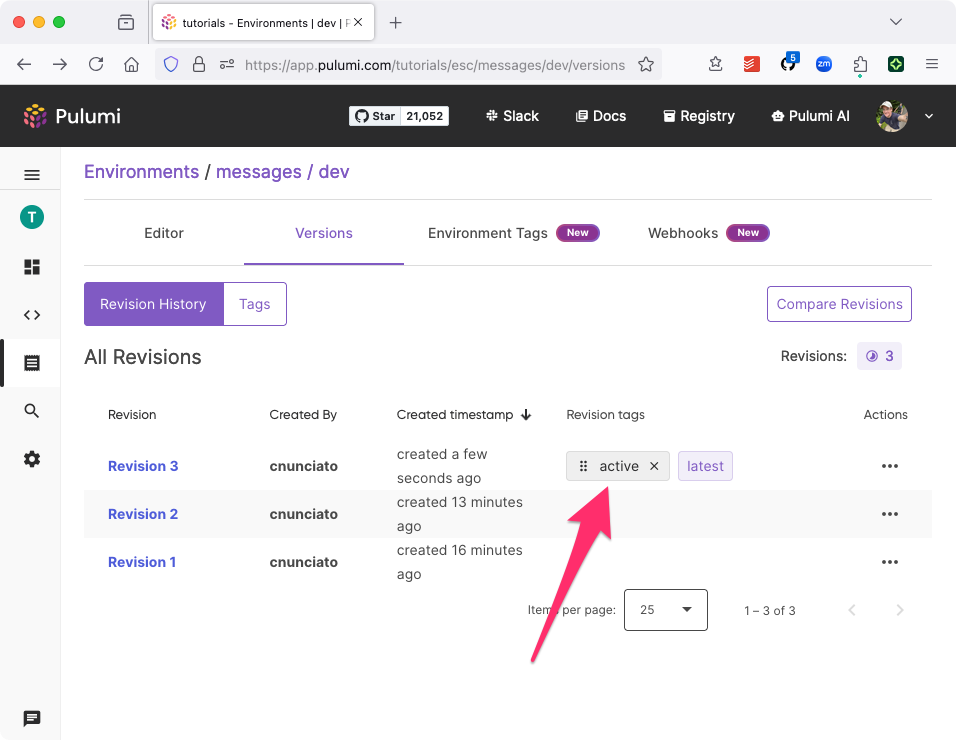 tutorials - Environments | dev | P
https://app.pulumi.com/tutorials/esc/messages/dev/versions
5
zm
Pulumi
Star 21,052
Slack
Docs
Registry
Pulumi AI
Environments / messages / dev
T
Editor
Versions
Environment Tags New
Webhooks New
Revision History
Tags
Compare Revisions
All Revisions
Revisions: 3
Revision Created By Created timestamp Revision tags Actions
Revision 3 cnunciato created a few
seconds ago
active latest
Revision 2 cnunciato created 13 minutes
ago
Revision 1 cnunciato created 16 minutes
ago
Items per page: 25 1 – 3 of 3